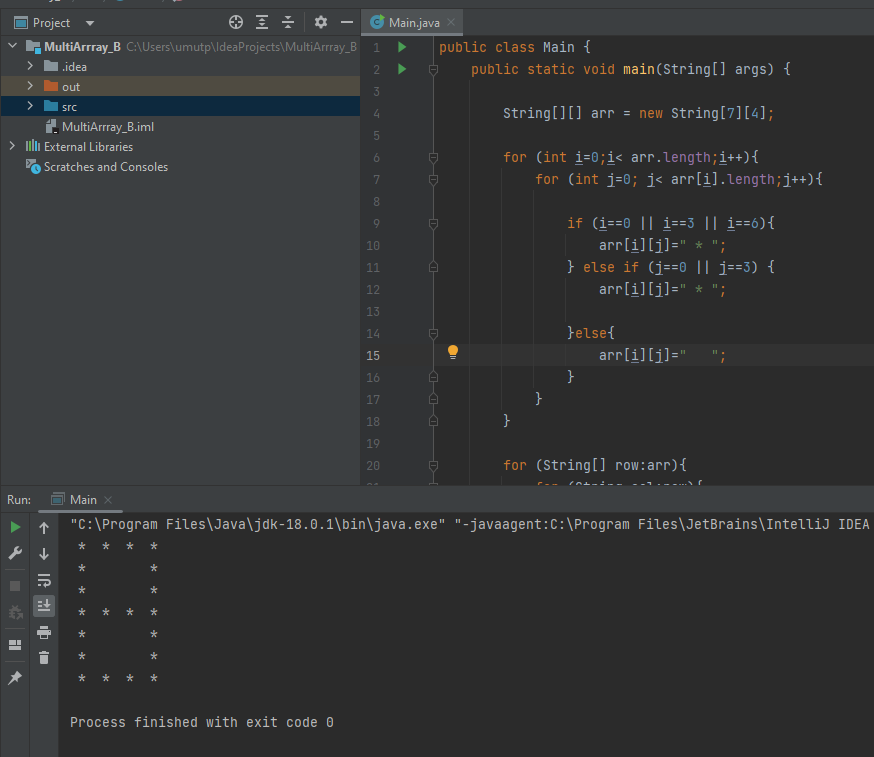 Project
MultiArrray_B C:\Users\umutp\IdeaProjects\MultiArrray_B
.idea
out
src
MultiArrray_B.iml
External Libraries
Scratches and Consoles
Main.java
1 public class Main {
2 public static void main(String[] args) {
3
4 String[][] arr = new String[7][4];
5
6 for (int i=0;i< arr.length;i++){
7 for (int j=0; j< arr[i].length;j++){
8
9 if (i==0 || i==3 || i==6){
10 arr[i][j]=" * ";
11 } else if (j==0 || j==3) {
12 arr[i][j]=" * ";
13
14 }else{
15 arr[i][j]="   ";
16 }
17 }
18 }
19
20 for (String[] row:arr){
for (String col:row){
Run: Main
"C:\Program Files\Java\jdk-18.0.1\bin\java.exe" "-javaagent:C:\Program Files\JetBrains\IntelliJ IDEA
 *  *  *  * 
 *        * 
 *        * 
 *  *  *  * 
 *        * 
 *        * 
 *  *  *  * 
Process finished with exit code 0